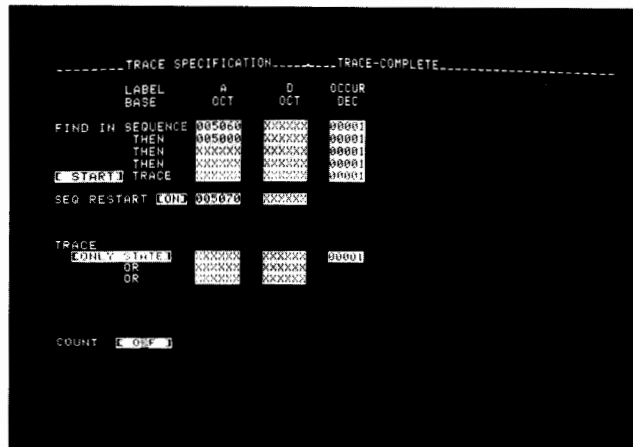 TRACE SPECIFICATION TRACE-COMPLETE
LABEL A D OCCUR
BASE OCT OCT DEC
FIND IN SEQUENCE 005060 XXXXXX 00001
THEN 005000 XXXXXX 00001
THEN XXXXXX XXXXXX 00001
THEN XXXXXX XXXXXX 00001
[ START] TRACE XXXXXX XXXXXX 00001
SEQ RESTART [ON] 005070 XXXXXX
TRACE
[ONLY STATE] XXXXXX XXXXXX 00001
OR XXXXXX XXXXXX
OR XXXXXX XXXXXX
COUNT [ OFF ]